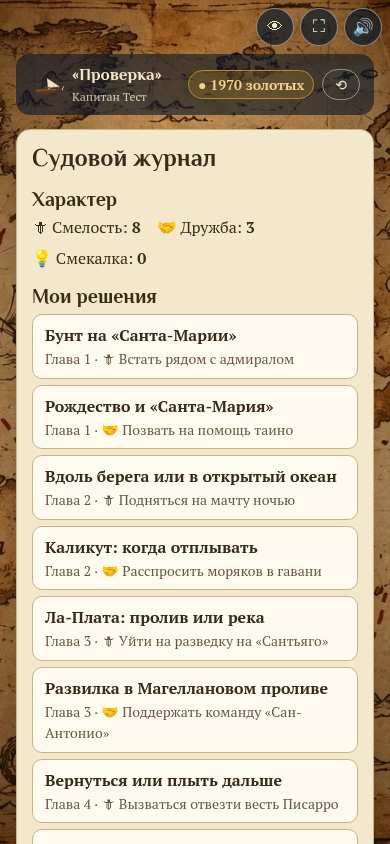 «Проверка»
Капитан Тест
● 1970 золотых
Судовой журнал
Характер
🗡 Смелость: 8 🤝 Дружба: 3
💡 Смекалка: 0
Мои решения
Бунт на «Санта-Марии»
Глава 1 · 🗡 Встать рядом с адмиралом
Рождество и «Санта-Мария»
Глава 1 · 🤝 Позвать на помощь таино
Вдоль берега или в открытый океан
Глава 2 · 🗡 Подняться на мачту ночью
Каликут: когда отплывать
Глава 2 · 🤝 Расспросить моряков в гавани
Ла-Плата: пролив или река
Глава 3 · 🗡 Уйти на разведку на «Сантьяго»
Развилка в Магеллановом проливе
Глава 3 · 🤝 Поддержать команду «Сан-
Антонио»
Вернуться или плыть дальше
Глава 4 · 🗡 Вызваться отвезти весть Писарро